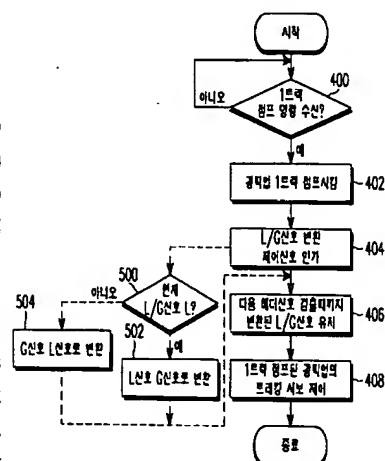 시작
400
1트랙
점프 명령 수신?
아니오
예
광픽업 1트랙 점프시킴
402
L/G신호 변환
제어신호 인가
404
500
현재
L/G신호 L?
아니오
예
504
G신호 L신호로 변환
502
L신호 G신호로 변환
다음 헤더신호 검출때까지
변환된 L/G신호 유지
406
1트랙 점프된 광픽업의
트래킹 서보 제어
408
종료